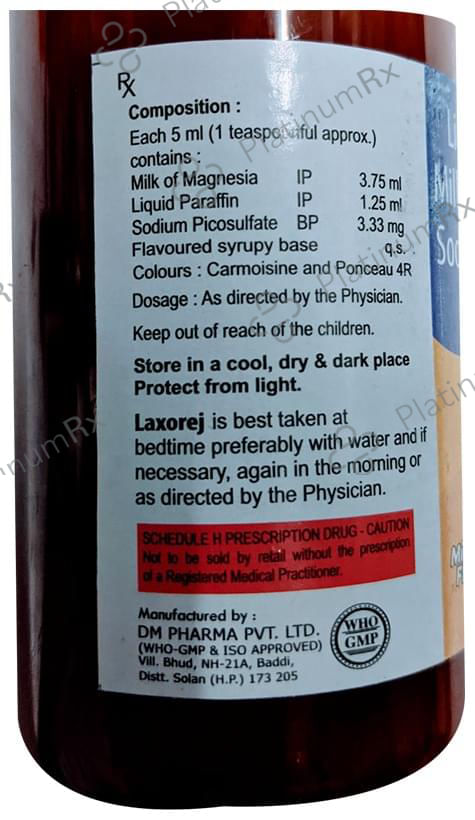 Rx
Composition :
Each 5 ml (1 teaspoonful approx.)
contains :
Milk of Magnesia IP 3.75 ml
Liquid Paraffin IP 1.25 ml
Sodium Picosulfate BP 3.33 mg
Flavoured syrupy base q.s.
Colours : Carmoisine and Ponceau 4R
Dosage : As directed by the Physician.
Keep out of reach of the children.
Store in a cool, dry & dark place
Protect from light.
Laxorej is best taken at
bedtime preferably with water and if
necessary, again in the morning or
as directed by the Physician.
SCHEDULE H PRESCRIPTION DRUG - CAUTION
Not to be sold by retail without the prescription
of a Registered Medical Practitioner.
Manufactured by :
DM PHARMA PVT. LTD.
(WHO-GMP & ISO APPROVED)
Vill. Bhud, NH-21A, Baddi,
Distt. Solan (H.P.) 173 205
WHO
GMP
PlatinumRx
PlatinumRx
PlatinumRx